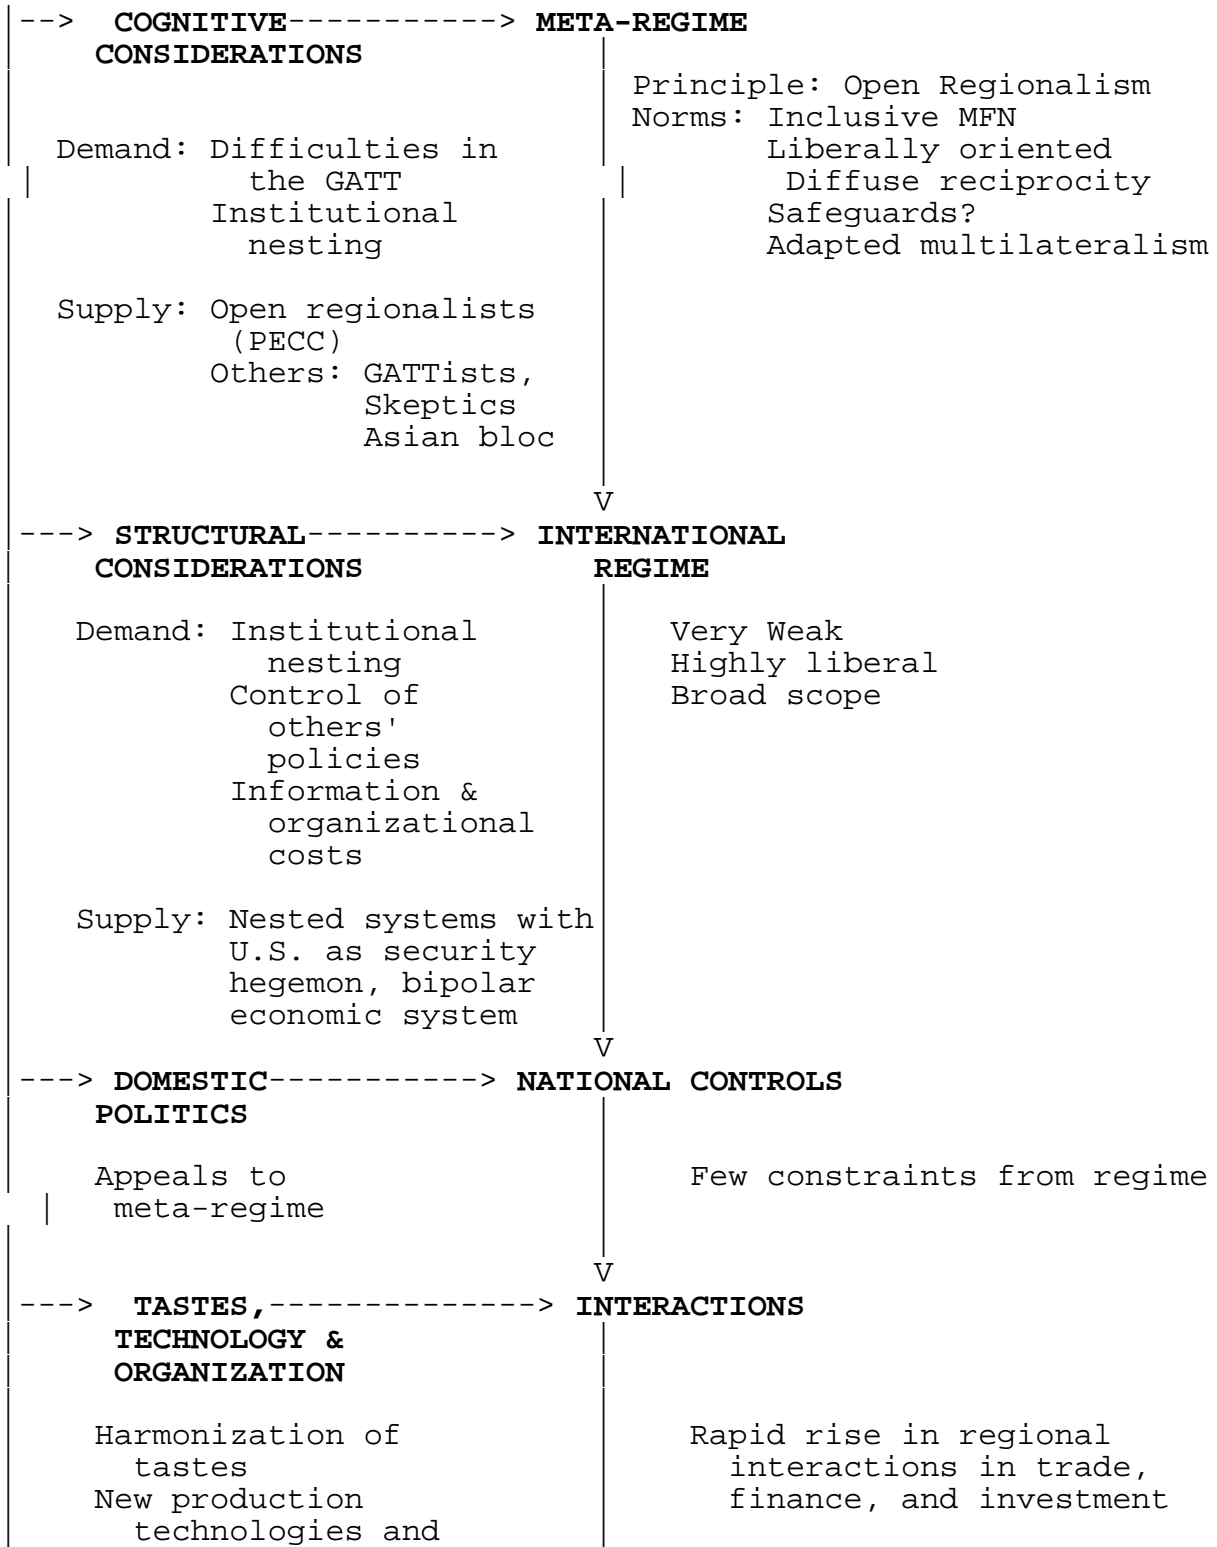 --> COGNITIVE-----------> META-REGIME
CONSIDERATIONS
Principle: Open Regionalism
Norms: Inclusive MFN
Demand: Difficulties in Liberally oriented
the GATT Diffuse reciprocity
Institutional Safeguards?
nesting Adapted multilateralism
Supply: Open regionalists
(PECC)
Others: GATTists,
Skeptics
Asian bloc
V
---> STRUCTURAL----------> INTERNATIONAL
CONSIDERATIONS REGIME
Demand: Institutional Very Weak
nesting Highly liberal
Control of Broad scope
others'
policies
Information &
organizational
costs
Supply: Nested systems with
U.S. as security
hegemon, bipolar
economic system
V
---> DOMESTIC-----------> NATIONAL CONTROLS
POLITICS
Appeals to Few constraints from regime
meta-regime
V
---> TASTES,--------------> INTERACTIONS
TECHNOLOGY &
ORGANIZATION
Harmonization of Rapid rise in regional
tastes interactions in trade,
New production finance, and investment
technologies and